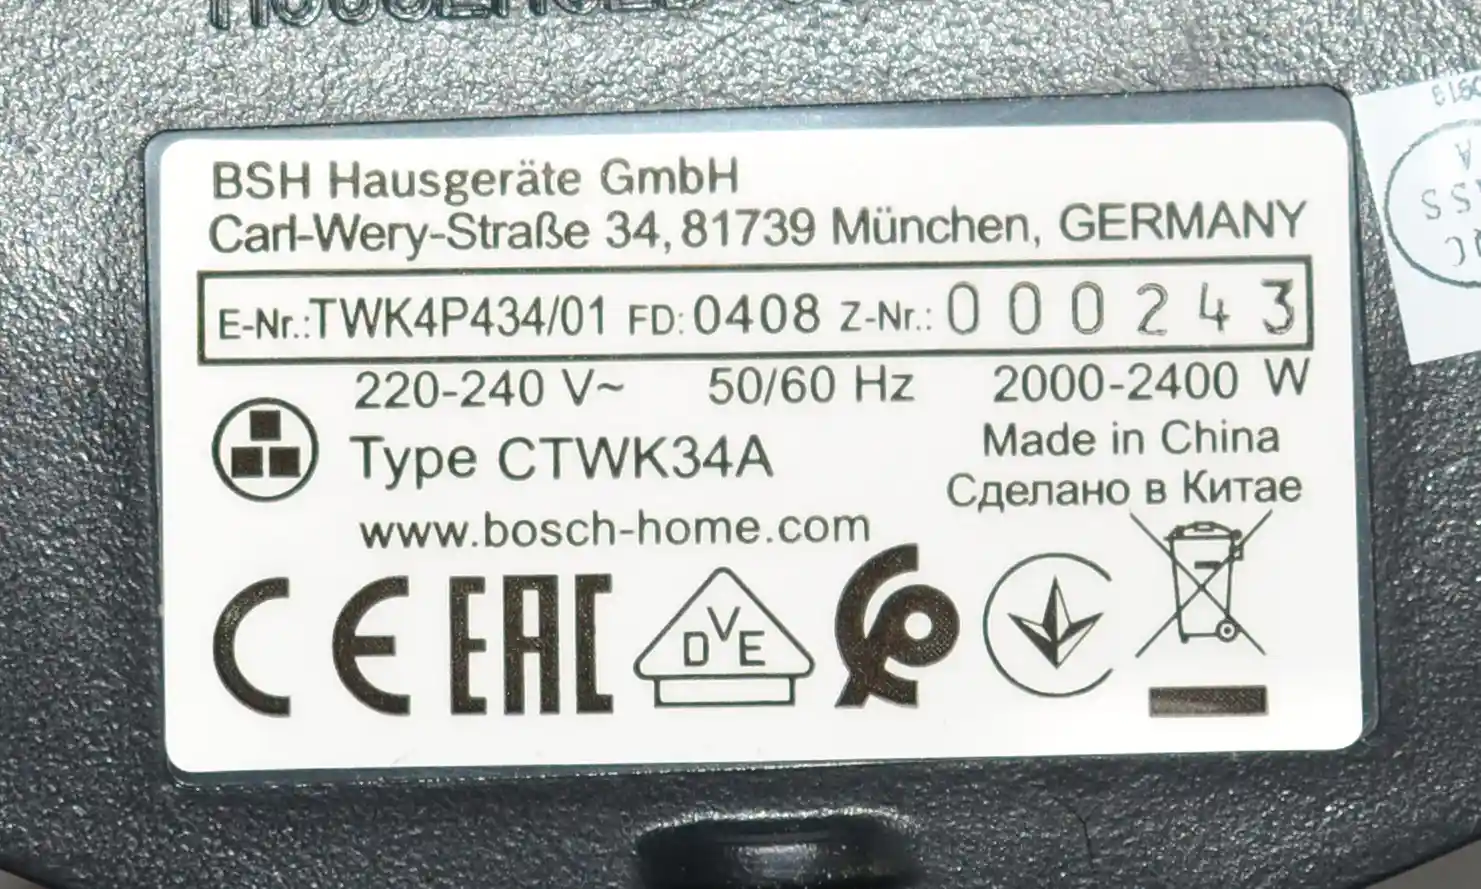 BSH Hausgeräte GmbH
Carl-Wery-Straße 34, 81739 München, GERMANY
E-Nr.:TWK4P434/01 FD:0408 Z-Nr.: 000243
220-240 V~ 50/60 Hz 2000-2400 W
Type CTWK34A
Made in China
Сделано в Китае
www.bosch-home.com
CE EAC DVE